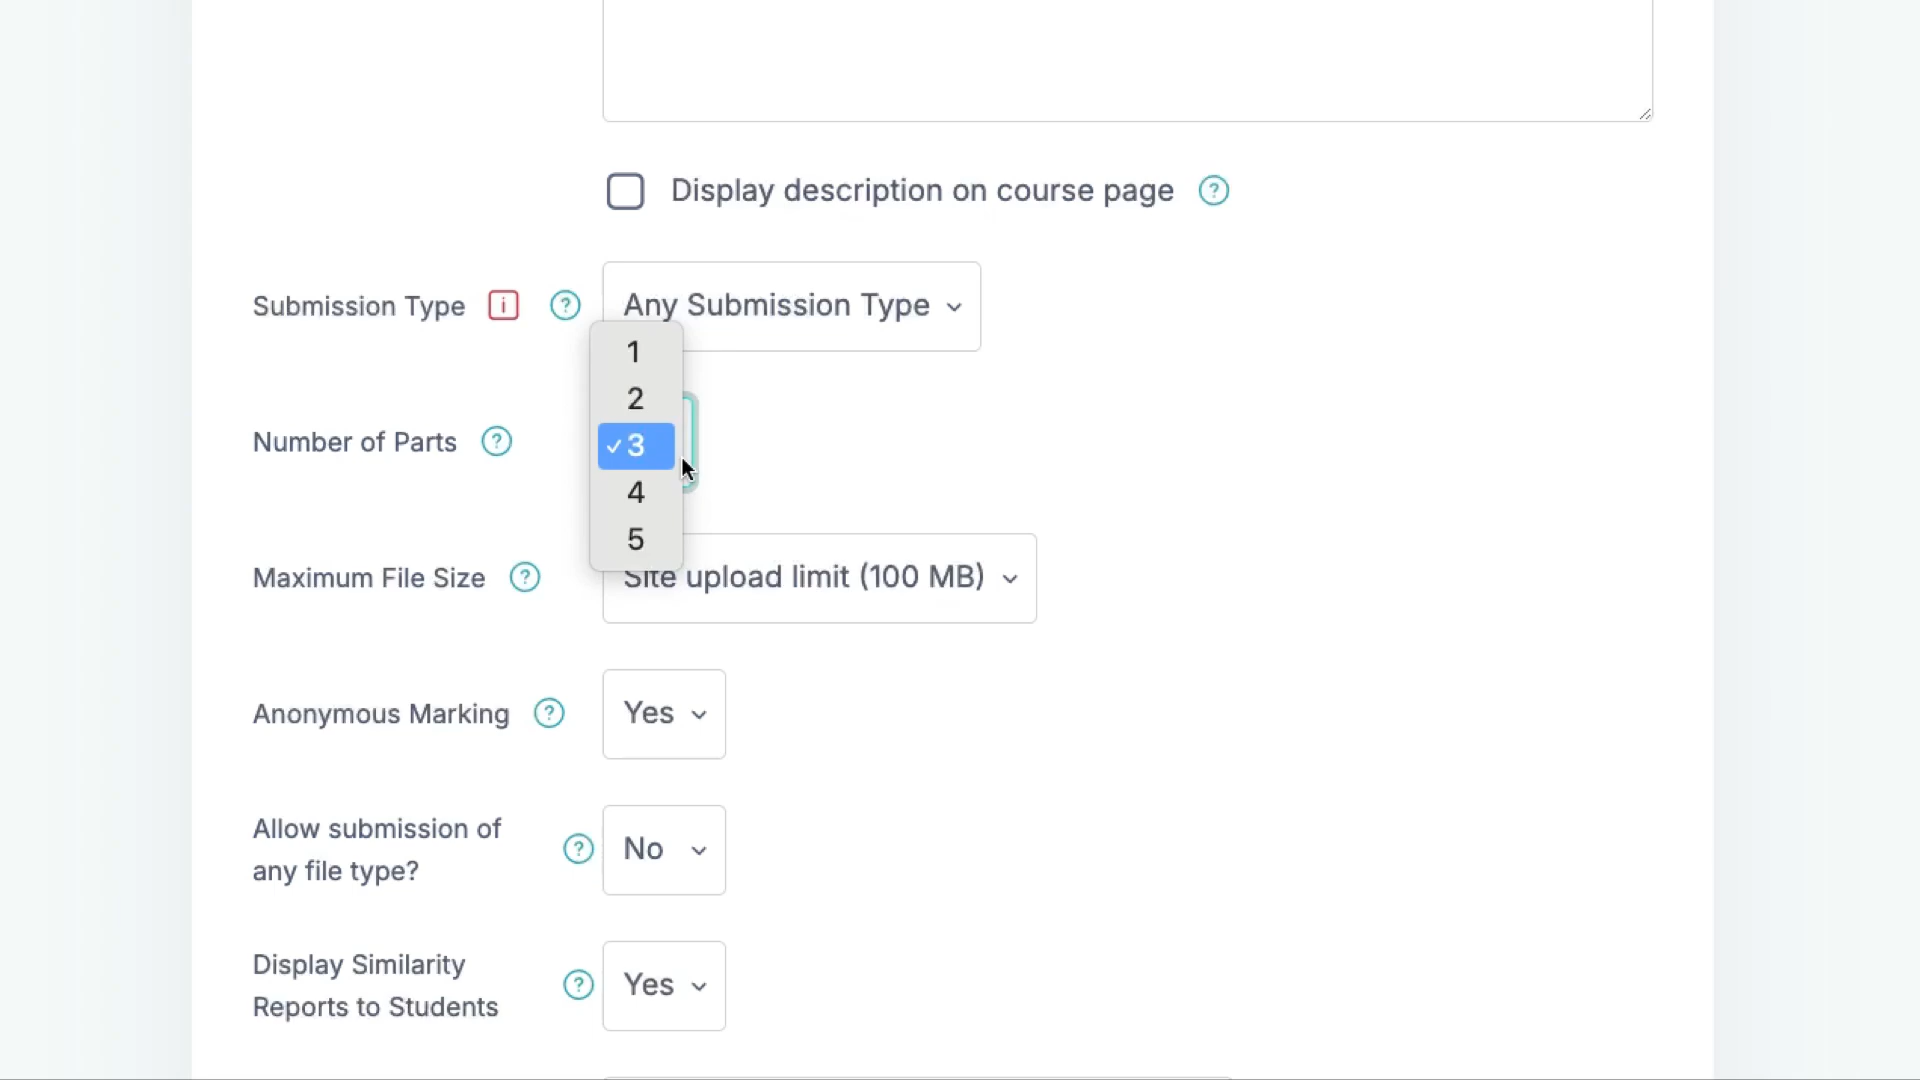 Display description on course page ?
Submission Type i ? Any Submission Type
1
2
Number of Parts ? ✓ 3
4
5
Maximum File Size ? Site upload limit (100 MB)
Anonymous Marking ? Yes
Allow submission of
any file type? ? No
Display Similarity
Reports to Students ? Yes